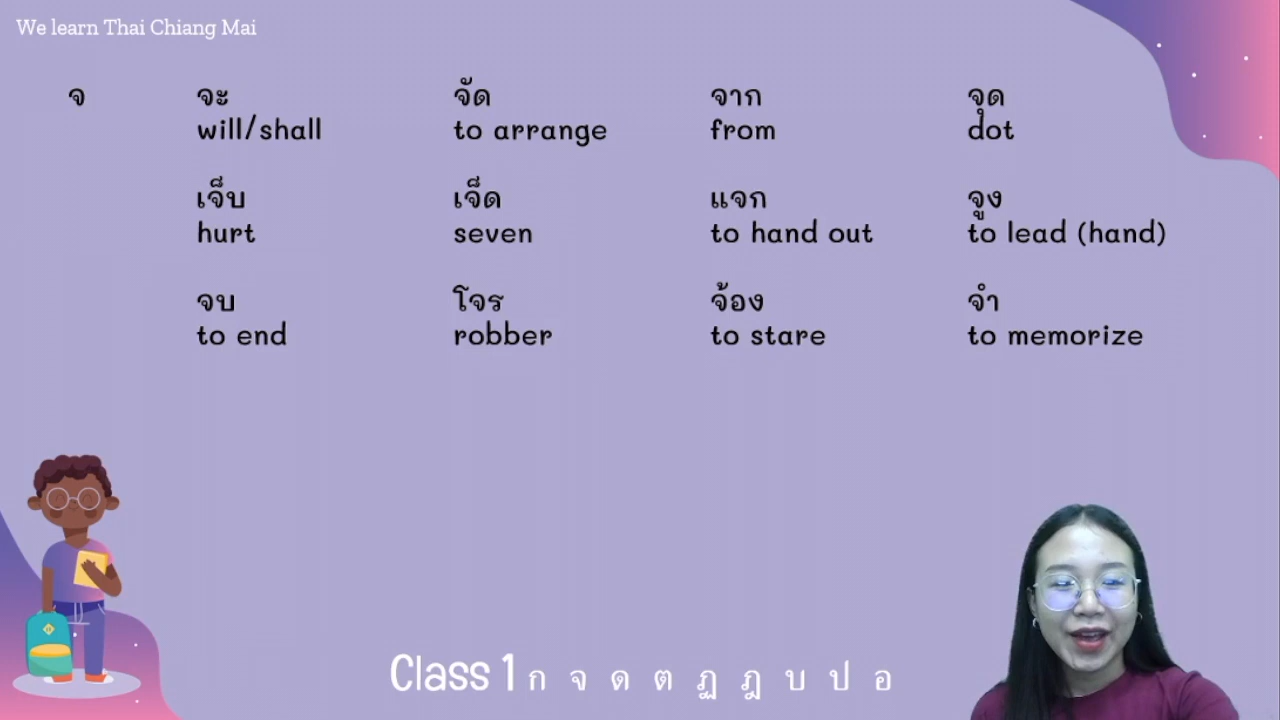 We learn Thai Chiang Mai
จ จะ จัด จาก จุด
will/shall to arrange from dot
เจ็บ เจ็ด แจก จูง
hurt seven to hand out to lead (hand)
จบ โจร จ้อง จำ
to end robber to stare to memorize
Class 1 ก จ ด ต ฏ ฎ บ ป อ